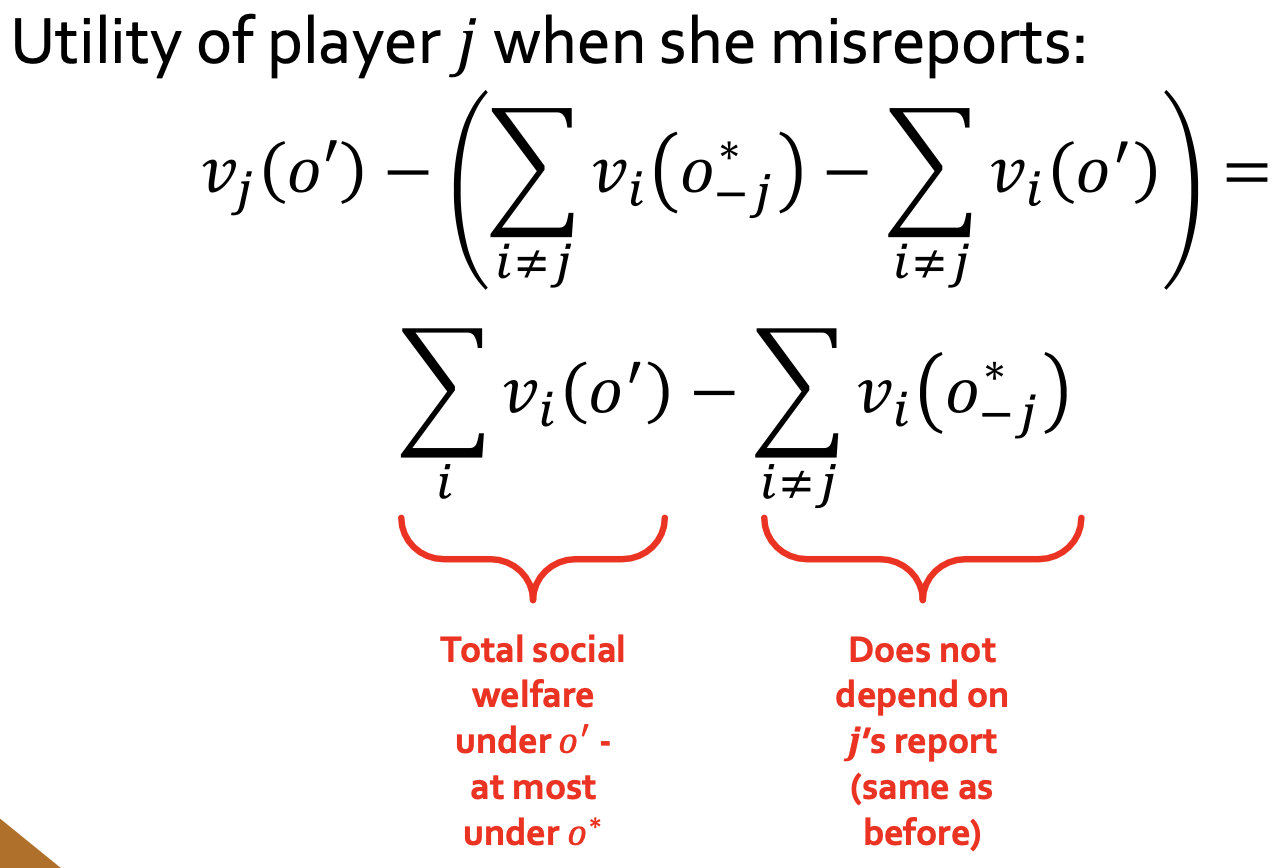 Utility of player j when she misreports:
v_j(o′) − (∑_{i≠j} v_i(o*_{−j}) − ∑_{i≠j} v_i(o′)) =
∑_i v_i(o′) − ∑_{i≠j} v_i(o*_{−j})
Total social
welfare
under o′ -
at most
under o*
Does not
depend on
j's report
(same as
before)